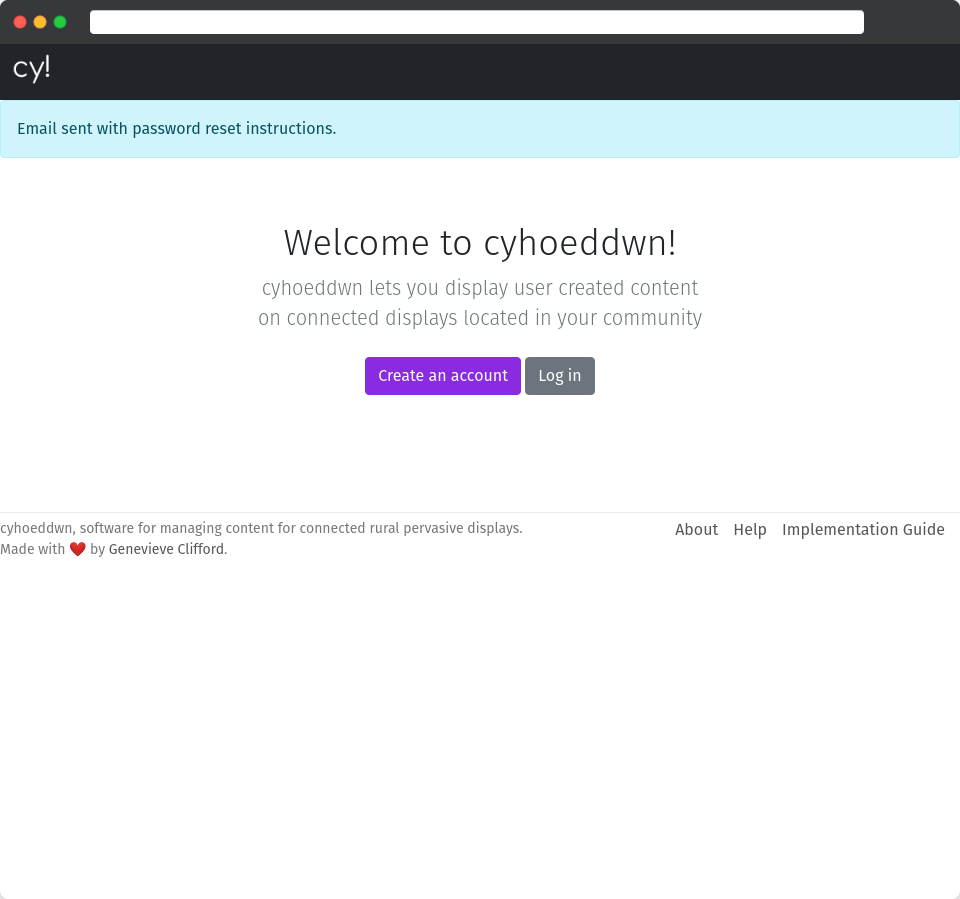 cy!
Email sent with password reset instructions.
Welcome to cyhoeddwn!
cyhoeddwn lets you display user created content
on connected displays located in your community
Create an account Log in
cyhoeddwn, software for managing content for connected rural pervasive displays.
Made with ❤️ by Genevieve Clifford.
About Help Implementation Guide